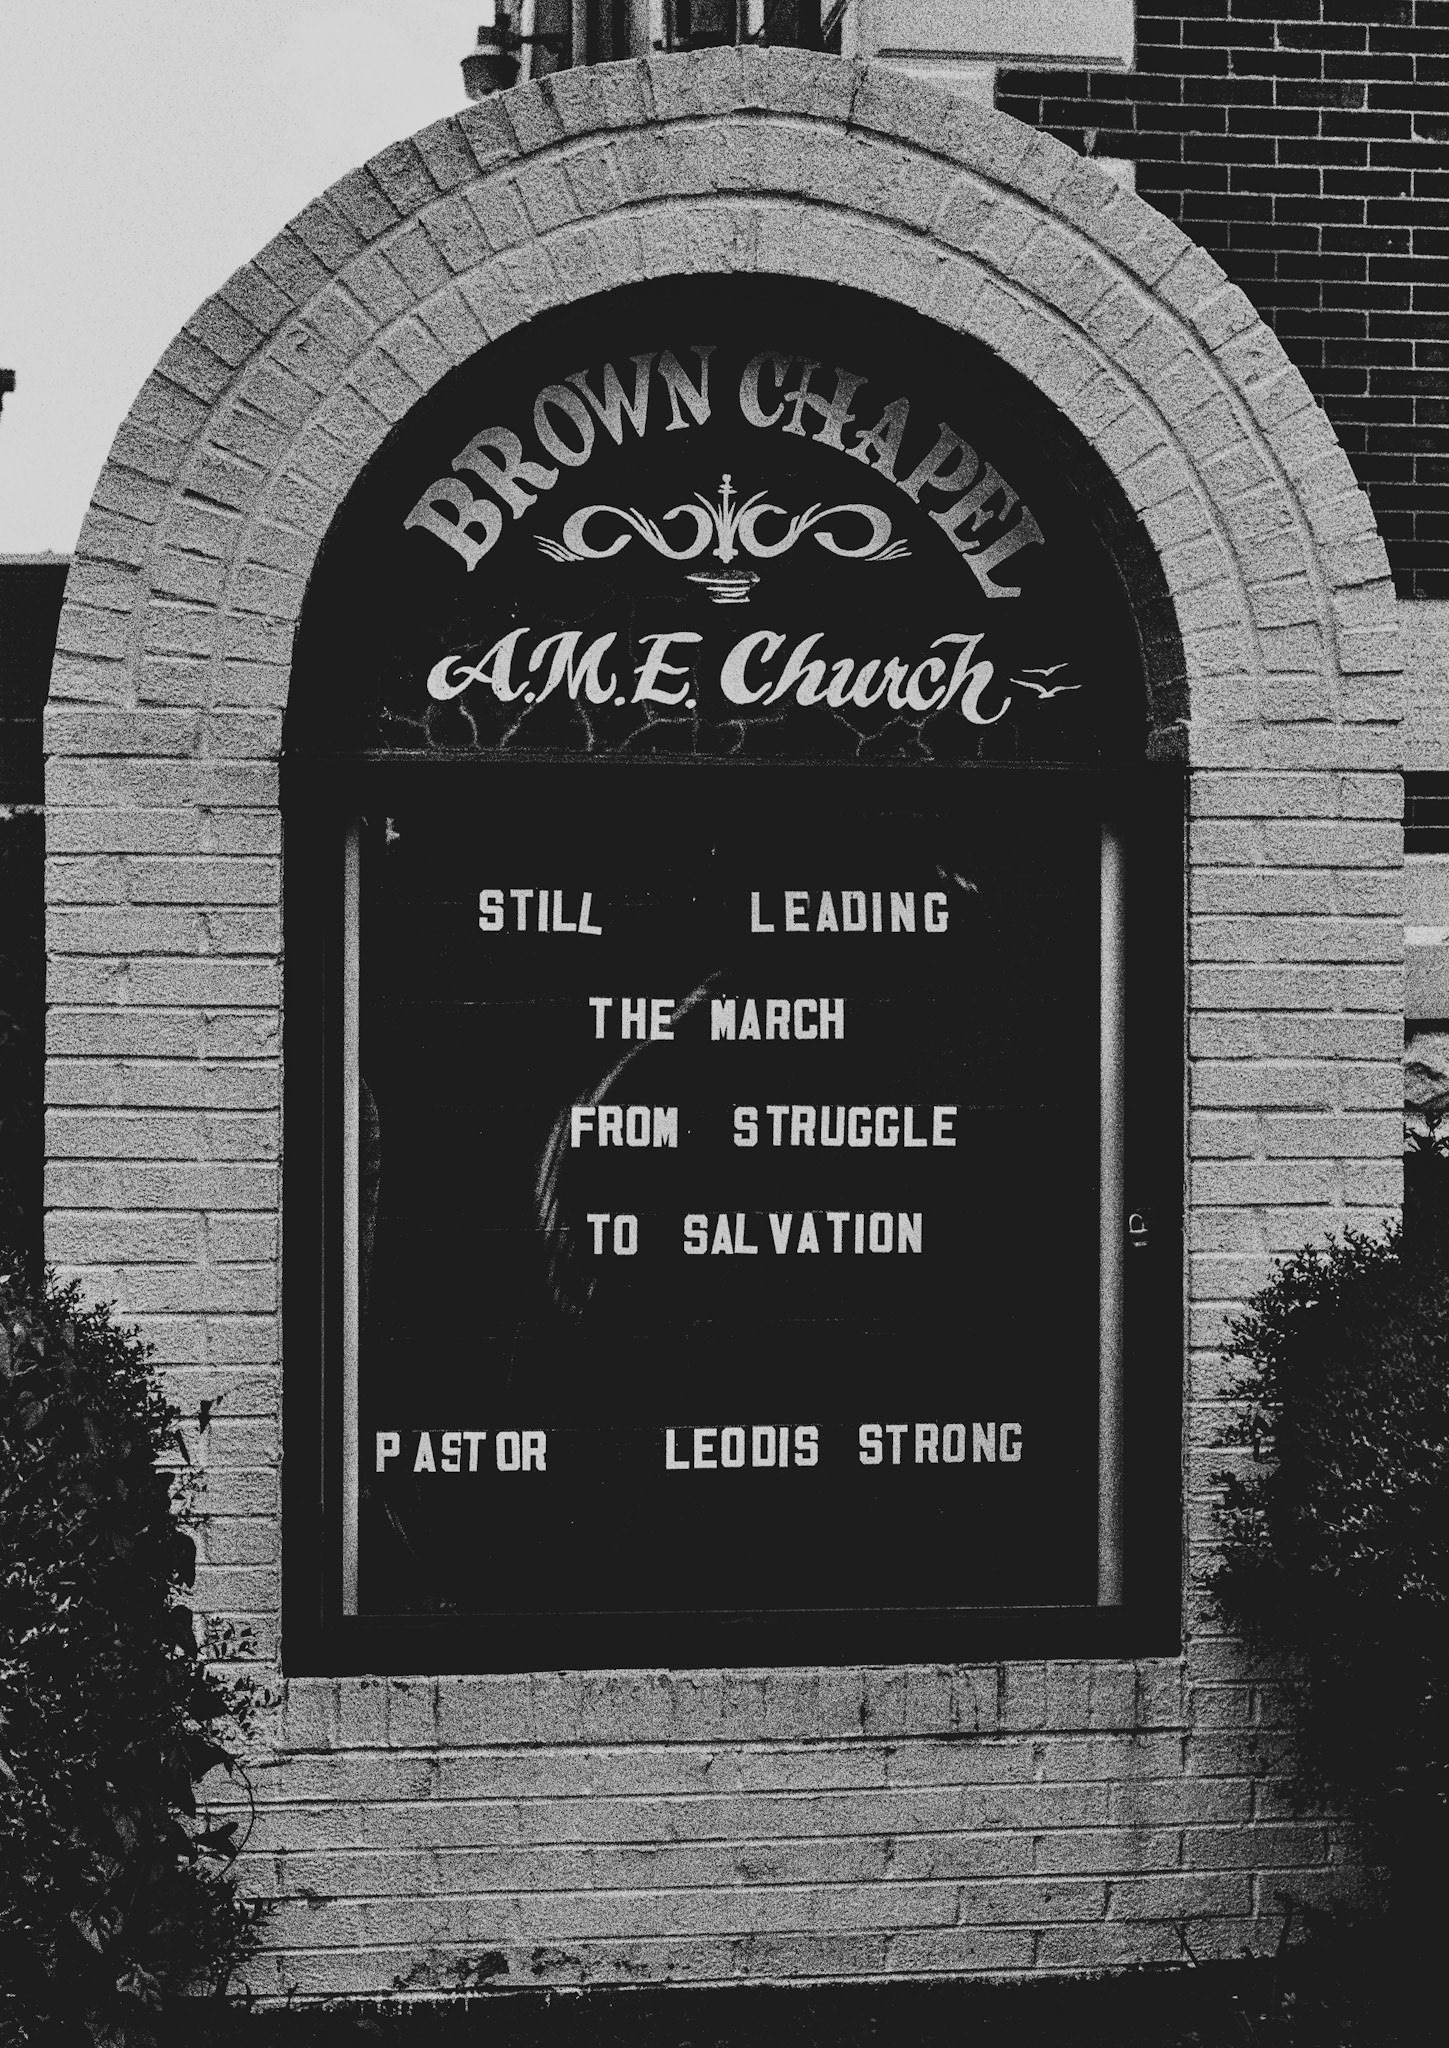 BROWN CHAPEL
A.M.E. Church
STILL LEADING
THE MARCH
FROM STRUGGLE
TO SALVATION
PASTOR LEODIS STRONG